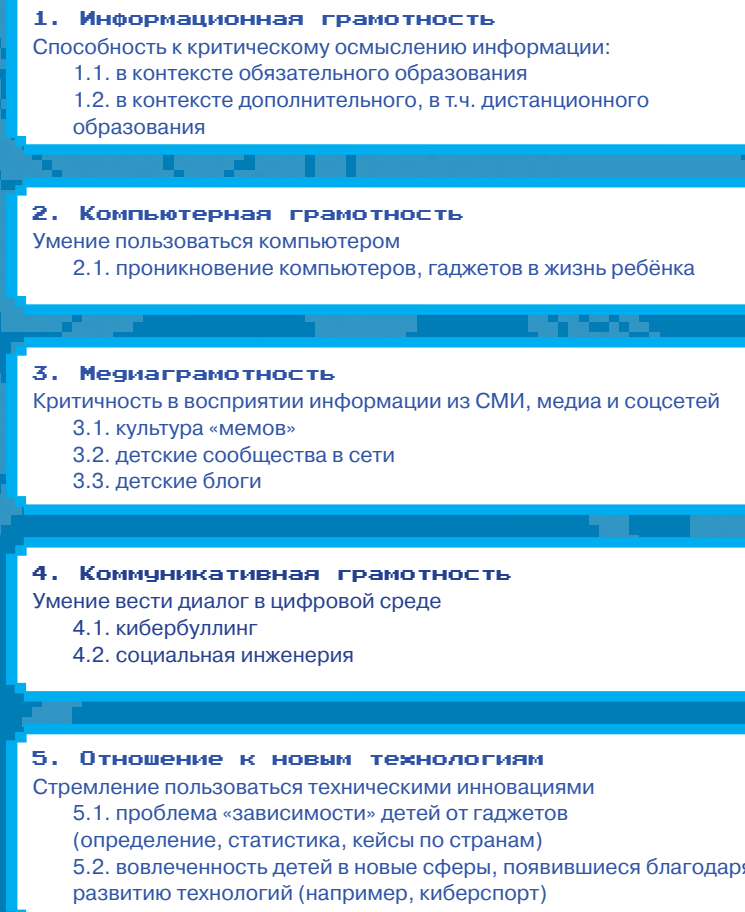 1. Информационная грамотность
Способность к критическому осмыслению информации:
1.1. в контексте обязательного образования
1.2. в контексте дополнительного, в т.ч. дистанционного
образования
2. Компьютерная грамотность
Умение пользоваться компьютером
2.1. проникновение компьютеров, гаджетов в жизнь ребёнка
3. Медиаграмотность
Критичность в восприятии информации из СМИ, медиа и соцсетей
3.1. культура «мемов»
3.2. детские сообщества в сети
3.3. детские блоги
4. Коммуникативная грамотность
Умение вести диалог в цифровой среде
4.1. кибербуллинг
4.2. социальная инженерия
5. Отношение к новым технологиям
Стремление пользоваться техническими инновациями
5.1. проблема «зависимости» детей от гаджетов
(определение, статистика, кейсы по странам)
5.2. вовлеченность детей в новые сферы, появившиеся благодаря
развитию технологий (например, киберспорт)